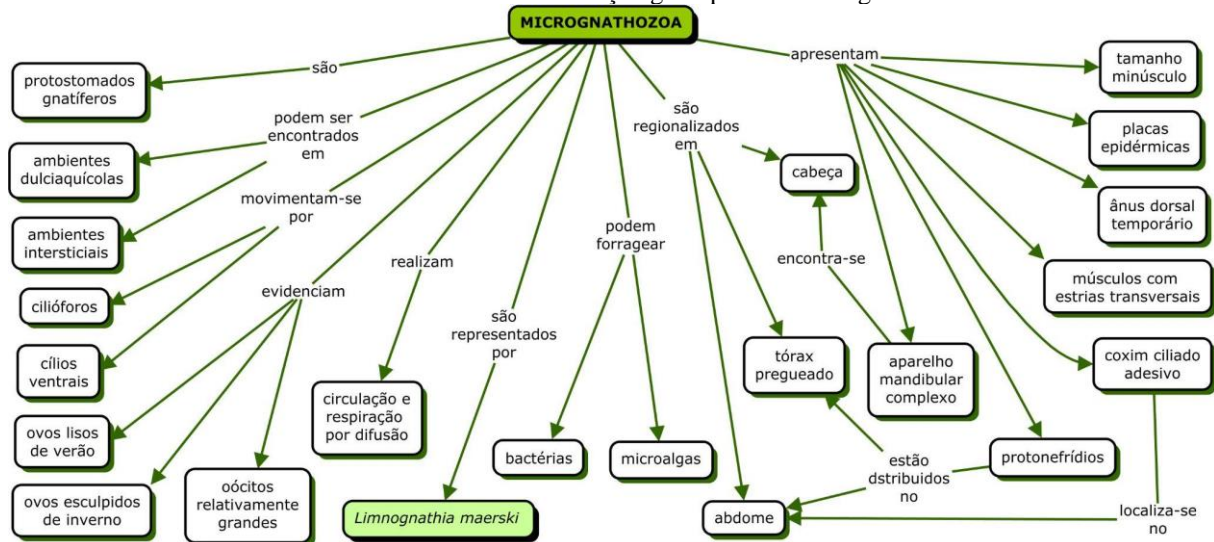 MICROGNATHOZOA
são
protostomados
gnatíferos
podem ser
encontrados
em
ambientes
dulciaquícolas
ambientes
intersticiais
movimentam-se
por
cilióforos
cílios
ventrais
evidenciam
ovos lisos
de verão
ovos esculpidos
de inverno
oócitos
relativamente
grandes
realizam
circulação e
respiração
por difusão
são
representados
por
Limnognathia maerski
podem
forragear
bactérias
microalgas
são
regionalizados
em
cabeça
tórax
pregueado
abdome
apresentam
tamanho
minúsculo
placas
epidérmicas
ânus dorsal
temporário
músculos com
estrias transversais
coxim ciliado
adesivo
localiza-se
no
protonefrídios
estão
dstribuidos
no
aparelho
mandibular
complexo
encontra-se